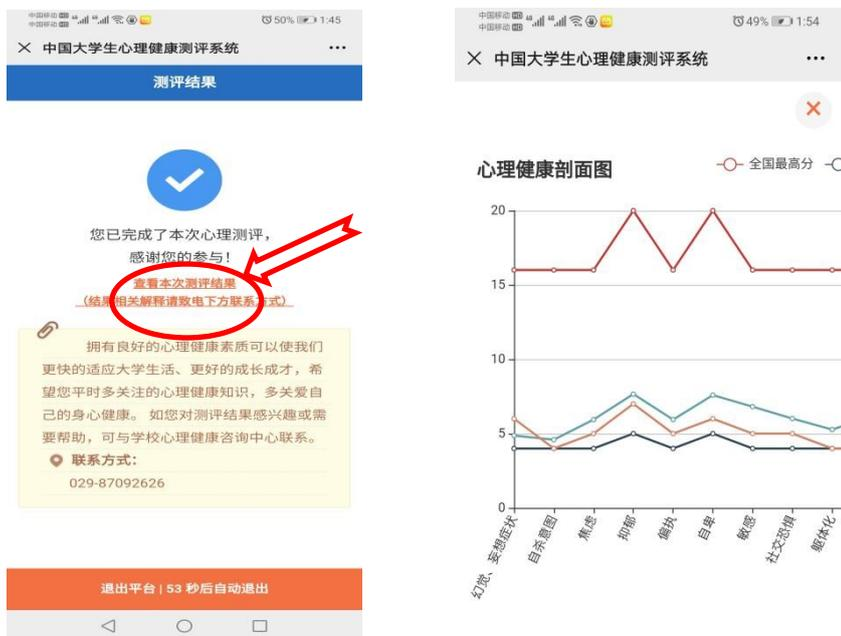 中国移动 HD
中国移动 HD
46
46
50%
1:45
中国大学生心理健康测评系统
测评结果
您已完成了本次心理测评，
感谢您的参与！
查看本次测评结果
（结果相关解释请致电下方联系方式）
拥有良好的心理健康素质可以使我们
更快的适应大学生活、更好的成长成才，希
望您平时多关注的心理健康知识，多关爱自
己的身心健康。 如您对测评结果感兴趣或需
要帮助，可与学校心理健康咨询中心联系。
联系方式：
029-87092626
退出平台 | 53 秒后自动退出
中国移动 HD
中国移动 HD
46
46
49%
1:54
中国大学生心理健康测评系统
心理健康剖面图
全国最高分
20
15
10
5
0
幻觉、妄想症状
自杀意图
焦虑
抑郁
偏执
自卑
敏感
社交恐惧
躯体化